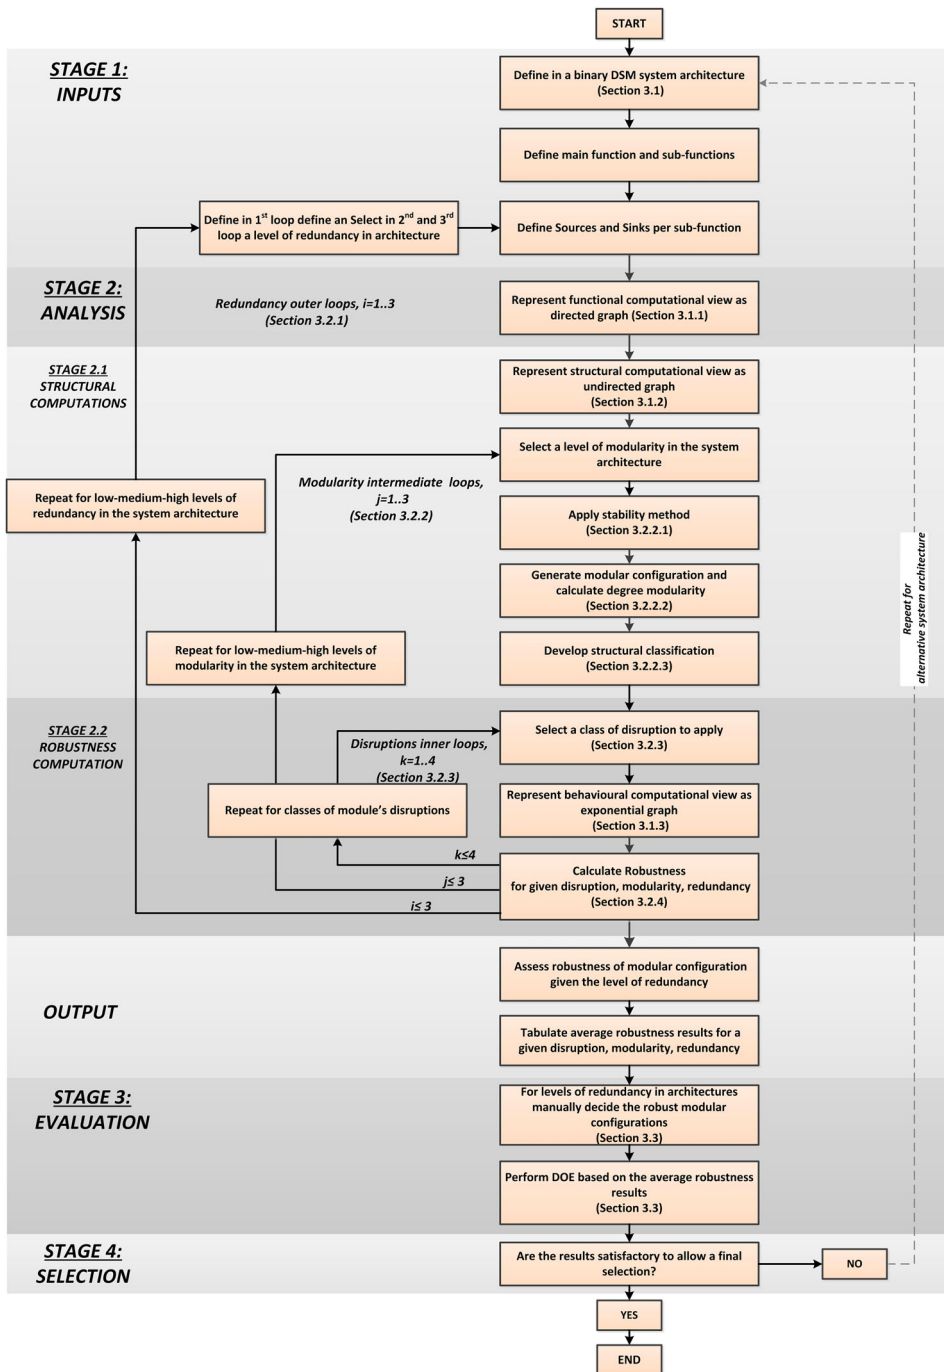 START
STAGE 1:
INPUTS
Define in a binary DSM system architecture
(Section 3.1)
Define main function and sub-functions
Define in 1st loop define an Select in 2nd and 3rd
loop a level of redundancy in architecture
Define Sources and Sinks per sub-function
STAGE 2:
ANALYSIS
Redundancy outer loops, i=1..3
(Section 3.2.1)
Represent functional computational view as
directed graph (Section 3.1.1)
STAGE 2.1
STRUCTURAL
COMPUTATIONS
Represent structural computational view as
undirected graph
(Section 3.1.2)
Select a level of modularity in the system
architecture
Modularity intermediate loops,
j=1..3
(Section 3.2.2)
Repeat for low-medium-high levels of
redundancy in the system architecture
Apply stability method
(Section 3.2.2.1)
Generate modular configuration and
calculate degree modularity
(Section 3.2.2.2)
Repeat for
alternative system architecture
Repeat for low-medium-high levels of
modularity in the system architecture
Develop structural classification
(Section 3.2.2.3)
STAGE 2.2
ROBUSTNESS
COMPUTATION
Disruptions inner loops,
k=1..4
(Section 3.2.3)
Select a class of disruption to apply
(Section 3.2.3)
Repeat for classes of module's disruptions
Represent behavioural computational view as
exponential graph
(Section 3.1.3)
k≤4
j≤ 3
i≤ 3
Calculate Robustness
for given disruption, modularity, redundancy
(Section 3.2.4)
OUTPUT
Assess robustness of modular configuration
given the level of redundancy
Tabulate average robustness results for a
given disruption, modularity, redundancy
STAGE 3:
EVALUATION
For levels of redundancy in architectures
manually decide the robust modular
configurations
(Section 3.3)
Perform DOE based on the average robustness
results
(Section 3.3)
STAGE 4:
SELECTION
Are the results satisfactory to allow a final
selection?
NO
YES
END